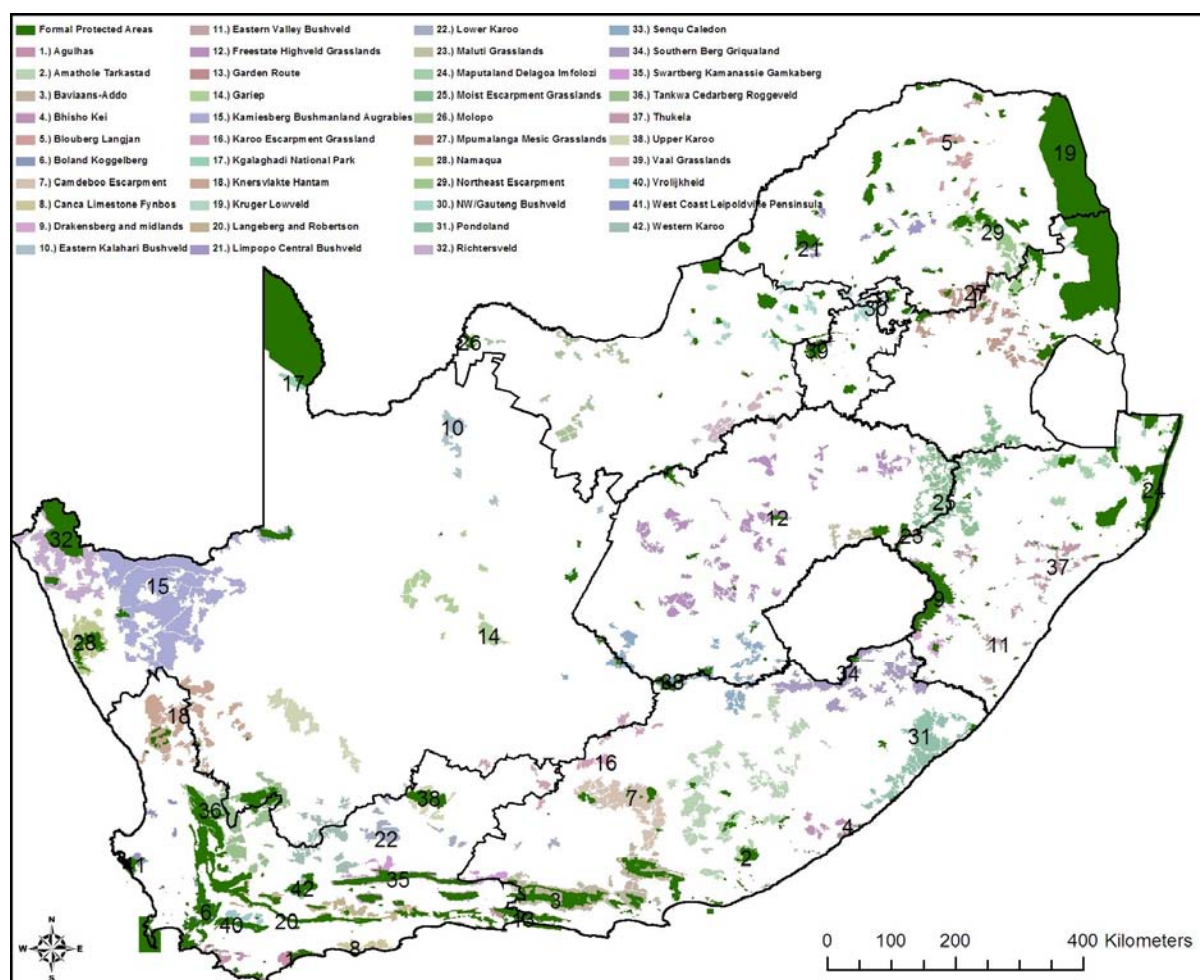 Formal Protected Areas
1.) Agulhas
2.) Amathole Tarkastad
3.) Baviaans-Addo
4.) Bhisho Kei
5.) Blouberg Langjan
6.) Boland Koggelberg
7.) Camdeboo Escarpment
8.) Canca Limestone Fynbos
9.) Drakensberg and midlands
10.) Eastern Kalahari Bushveld
11.) Eastern Valley Bushveld
12.) Freestate Highveld Grasslands
13.) Garden Route
14.) Gariep
15.) Kamiesberg Bushmanland Augrabies
16.) Karoo Escarpment Grassland
17.) Kgalaghadi National Park
18.) Knersvlakte Hantam
19.) Kruger Lowveld
20.) Langeberg and Robertson
21.) Limpopo Central Bushveld
22.) Lower Karoo
23.) Maluti Grasslands
24.) Maputaland Delagoa Imfolozi
25.) Moist Escarpment Grasslands
26.) Molopo
27.) Mpumalanga Mesic Grasslands
28.) Namaqua
29.) Northeast Escarpment
30.) NW/Gauteng Bushveld
31.) Pondoland
32.) Richtersveld
33.) Senqu Caledon
34.) Southern Berg Griqualand
35.) Swartberg Kamanassie Gamkaberg
36.) Tankwa Cedarberg Roggeveld
37.) Thukela
38.) Upper Karoo
39.) Vaal Grasslands
40.) Vrolijkheid
41.) West Coast Leipoldville Pensinsula
42.) Western Karoo
5
19
21
29
27
30
39
26
17
10
25
24
12
23
32
15
37
9
28
14
11
34
33
18
31
16
7
38
36
22
4
2
41
35
42
3
6
40
20
13
8
1
N
W E
S
0 100 200 400 Kilometers